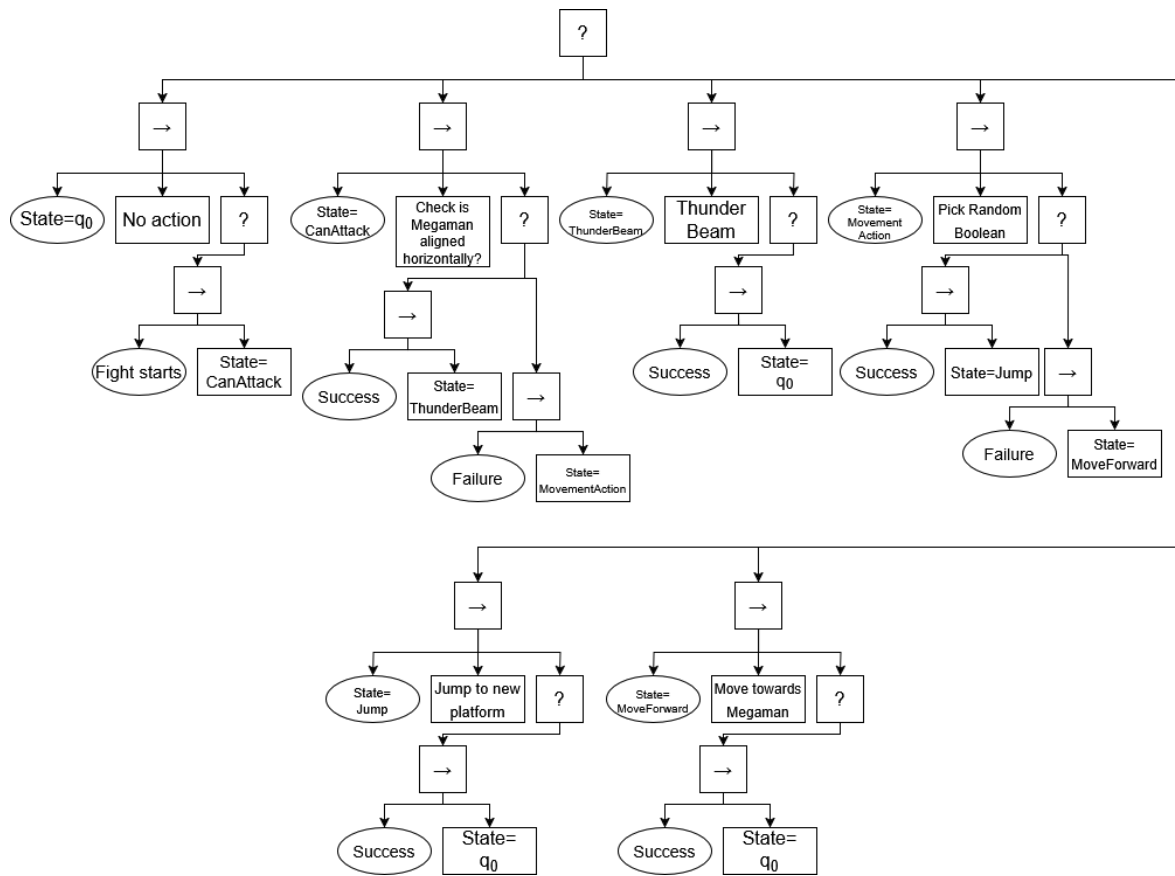 ?
→
→
→
→
State=q₀
No action
?
State=
CanAttack
Check is
Megaman
aligned
horizontally?
?
State=
ThunderBeam
Thunder
Beam
?
State=
Movement
Action
Pick Random
Boolean
?
→
→
→
→
Fight starts
State=
CanAttack
Success
State=
ThunderBeam
→
Success
State=
q₀
Success
State=Jump
→
Failure
State=
MovementAction
Failure
State=
MoveForward
→
→
State=
Jump
Jump to new
platform
?
State=
MoveForward
Move towards
Megaman
?
→
→
Success
State=
q₀
Success
State=
q₀